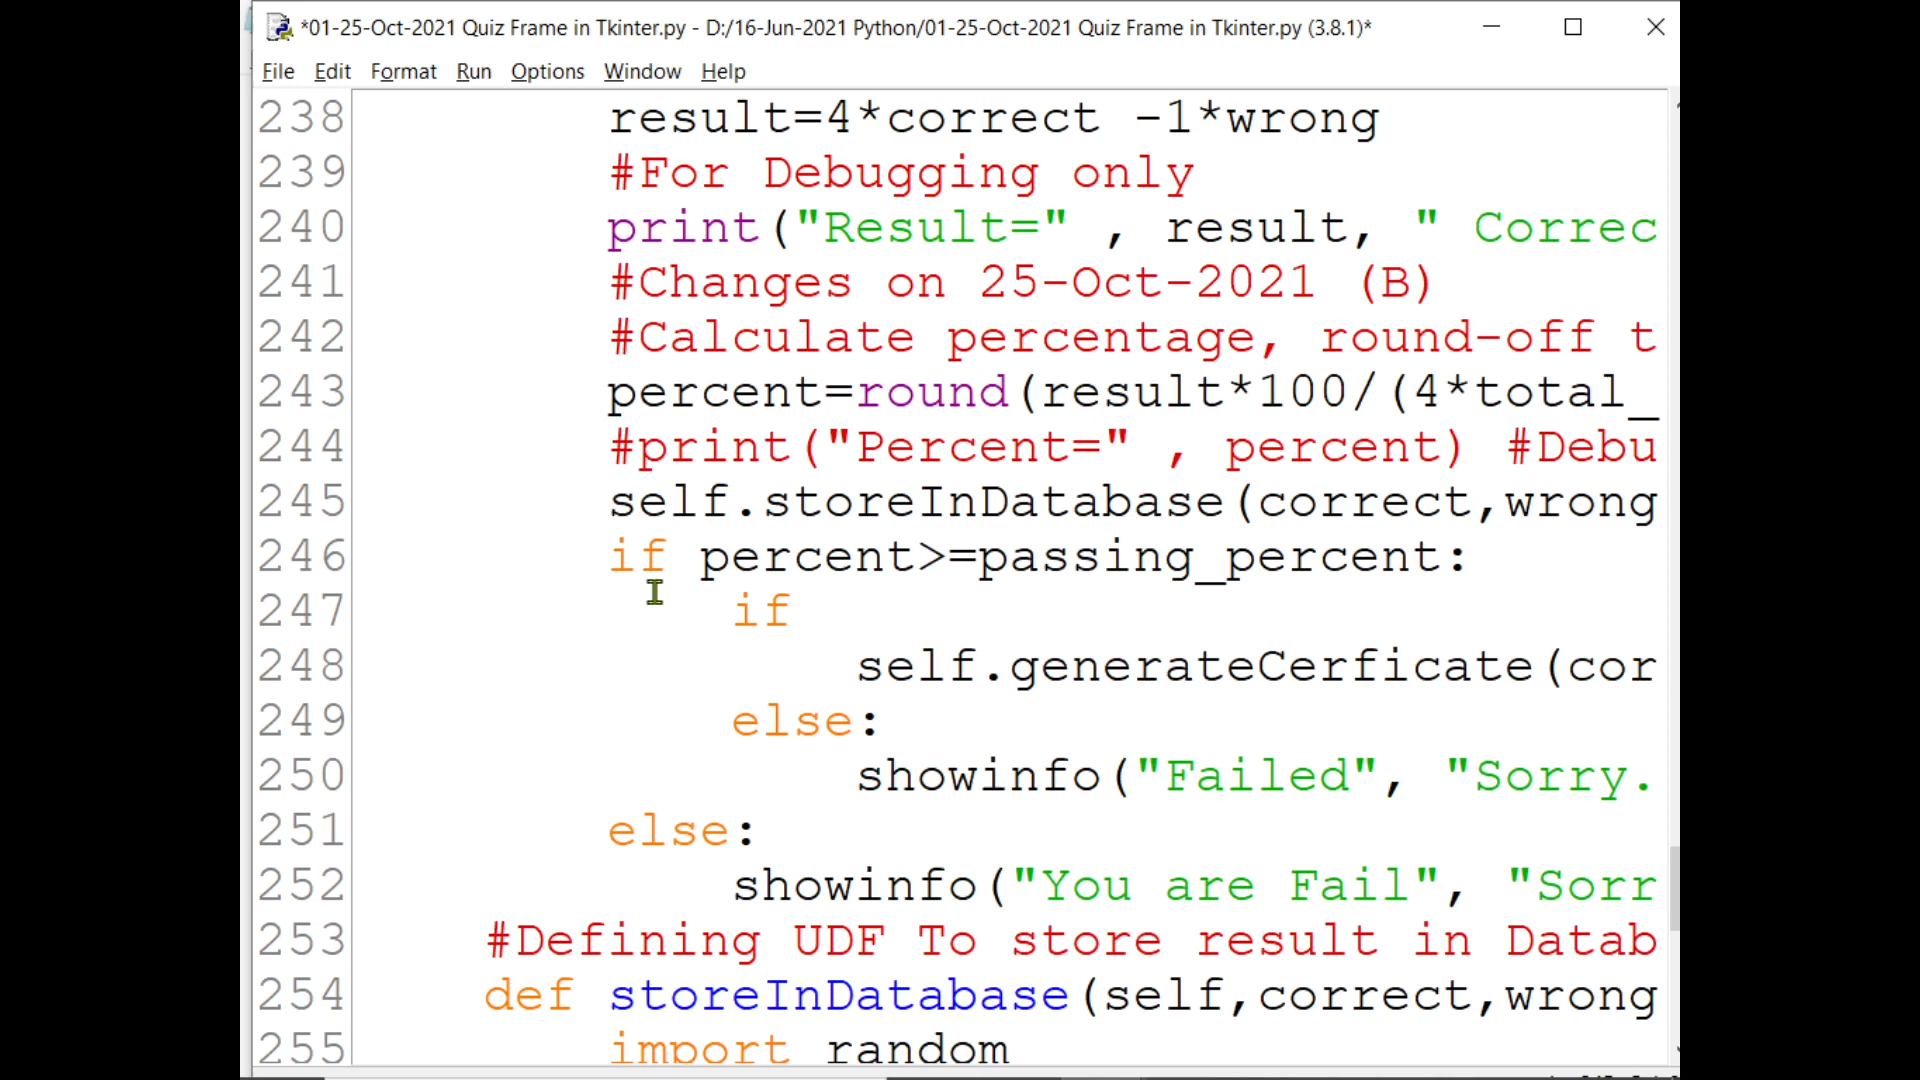 *01-25-Oct-2021 Quiz Frame in Tkinter.py - D:/16-Jun-2021 Python/01-25-Oct-2021 Quiz Frame in Tkinter.py (3.8.1)*
File Edit Format Run Options Window Help
238 result=4*correct -1*wrong
239 #For Debugging only
240 print("Result=" , result, " Correc
241 #Changes on 25-Oct-2021 (B)
242 #Calculate percentage, round-off t
243 percent=round(result*100/(4*total_
244 #print("Percent=" , percent) #Debu
245 self.storeInDatabase(correct,wrong
246 if percent>=passing_percent:
247 if
248 self.generateCerficate(cor
249 else:
250 showinfo("Failed", "Sorry.
251 else:
252 showinfo("You are Fail", "Sorr
253 #Defining UDF To store result in Datab
254 def storeInDatabase(self,correct,wrong
255 import random